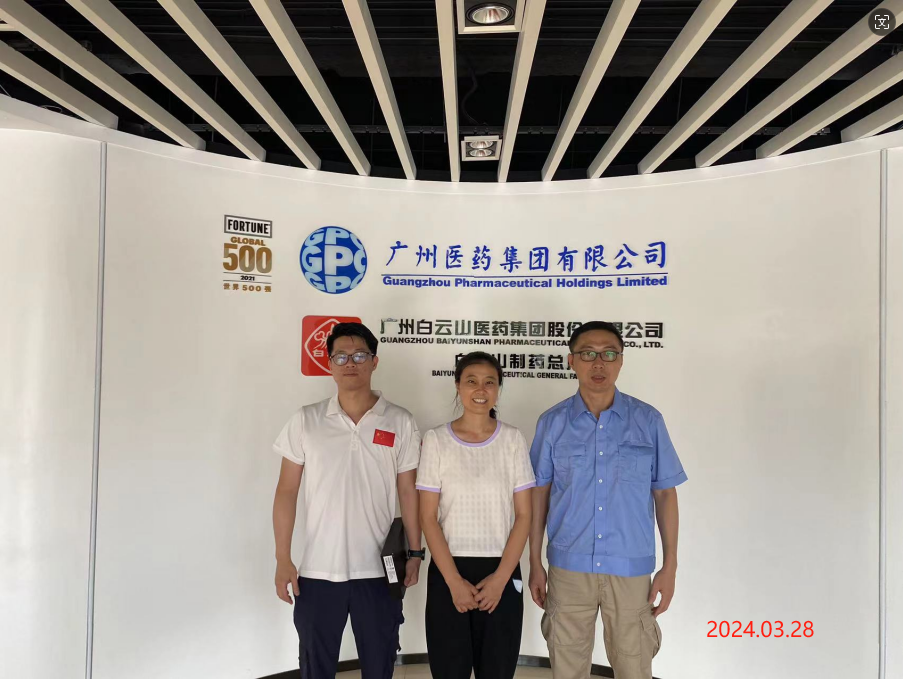 FORTUNE
GLOBAL
500
2021
世界500强
GPC
广州医药集团有限公司
Guangzhou Pharmaceutical Holdings Limited
广州白云山医药集团股份 限公司
GUANGZHOU BAIYUNSHAN PHARMACEUTICAL CO., LTD.
山制药总
CEUTICAL GENERAL FA
2024.03.28